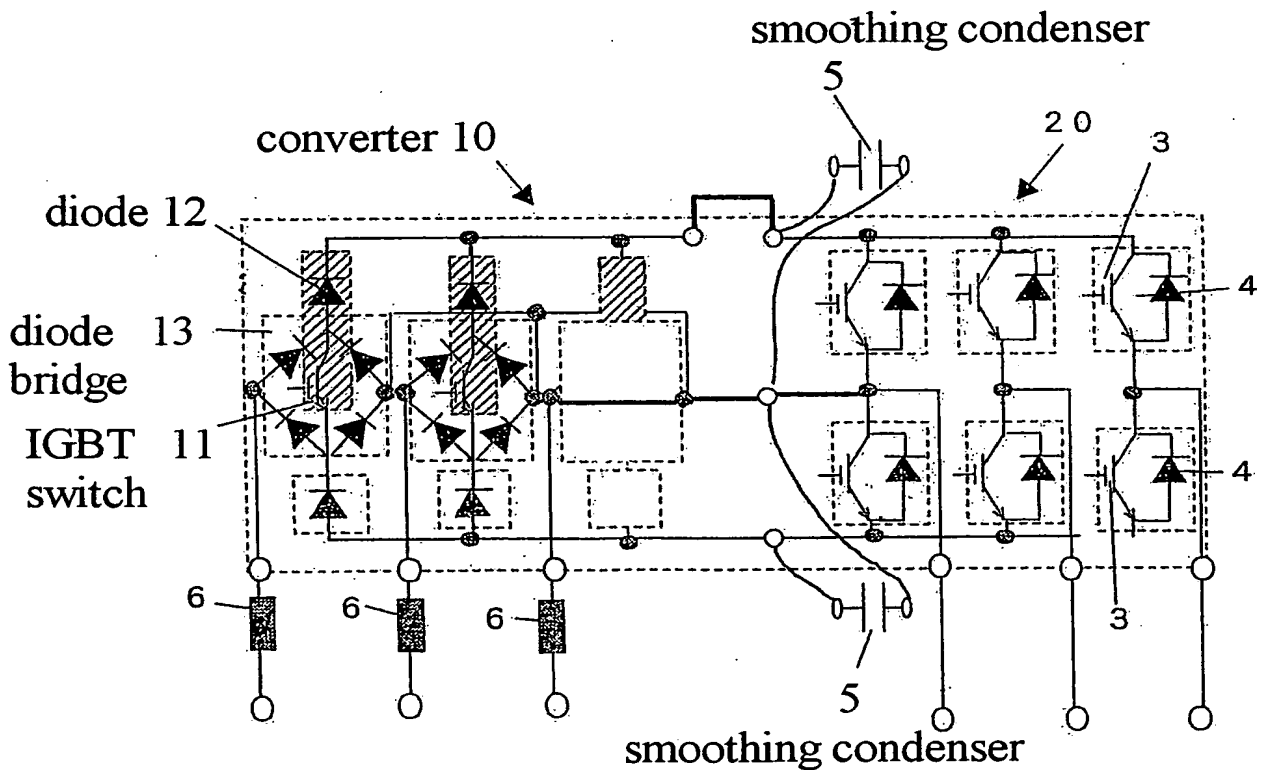 smoothing condenser
5
converter 10
20
3
diode 12
4
diode 13
bridge
IGBT 11
switch
4
6
6
6
3
5
smoothing condenser